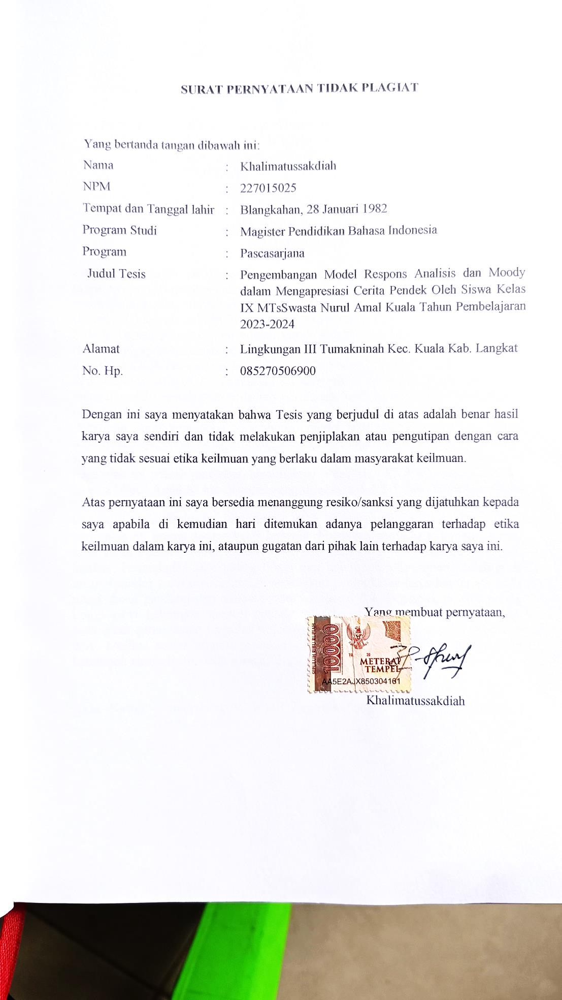 SURAT PERNYATAAN TIDAK PLAGIAT
Yang bertanda tangan dibawah ini:
Nama : Khalimatussakdiah
NPM : 227015025
Tempat dan Tanggal lahir : Blangkahan, 28 Januari 1982
Program Studi : Magister Pendidikan Bahasa Indonesia
Program : Pascasarjana
Judul Tesis : Pengembangan Model Respons Analisis dan Moody
dalam Mengapresiasi Cerita Pendek Oleh Siswa Kelas
IX MTsSwasta Nurul Amal Kuala Tahun Pembelajaran
2023-2024
Alamat : Lingkungan III Tumakninah Kec. Kuala Kab. Langkat
No. Hp. : 085270506900
Dengan ini saya menyatakan bahwa Tesis yang berjudul di atas adalah benar hasil
karya saya sendiri dan tidak melakukan penjiplakan atau pengutipan dengan cara
yang tidak sesuai etika keilmuan yang berlaku dalam masyarakat keilmuan.
Atas pernyataan ini saya bersedia menanggung resiko/sanksi yang dijatuhkan kepada
saya apabila di kemudian hari ditemukan adanya pelanggaran terhadap etika
keilmuan dalam karya ini, ataupun gugatan dari pihak lain terhadap karya saya ini.
Yang membuat pernyataan,
SEPULUH RIBU RUPIAH
10000
TGL 20
METERAI
TEMPEL
AA5E2AJX850304161
Khalimatussakdiah